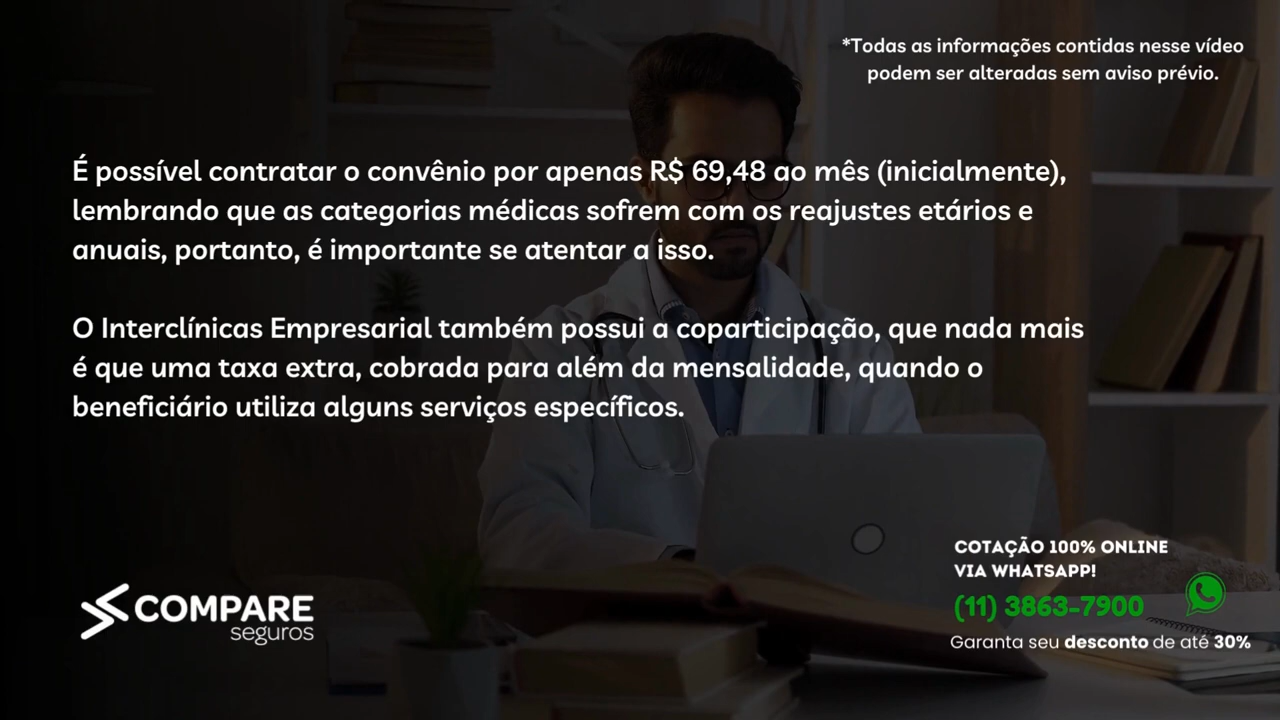 *Todas as informações contidas nesse vídeo
podem ser alteradas sem aviso prévio.
É possível contratar o convênio por apenas R$ 69,48 ao mês (inicialmente),
lembrando que as categorias médicas sofrem com os reajustes etários e
anuais, portanto, é importante se atentar a isso.
O Interclínicas Empresarial também possui a coparticipação, que nada mais
é que uma taxa extra, cobrada para além da mensalidade, quando o
beneficiário utiliza alguns serviços específicos.
COMPARE
seguros
COTAÇÃO 100% ONLINE
VIA WHATSAPP!
(11) 3863-7900
Garanta seu desconto de até 30%